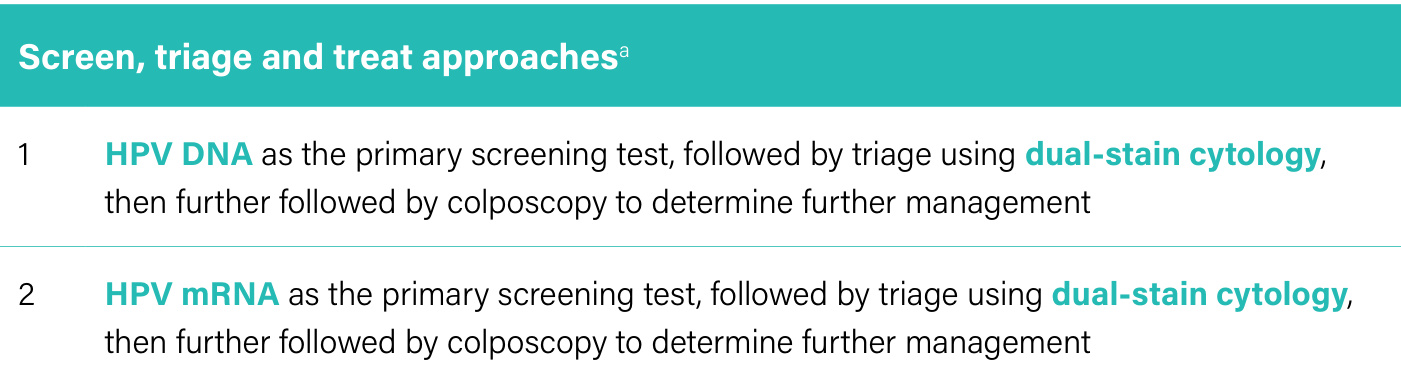 Screen, triage and treat approachesᵃ
1 HPV DNA as the primary screening test, followed by triage using dual-stain cytology,
then further followed by colposcopy to determine further management
2 HPV mRNA as the primary screening test, followed by triage using dual-stain cytology,
then further followed by colposcopy to determine further management